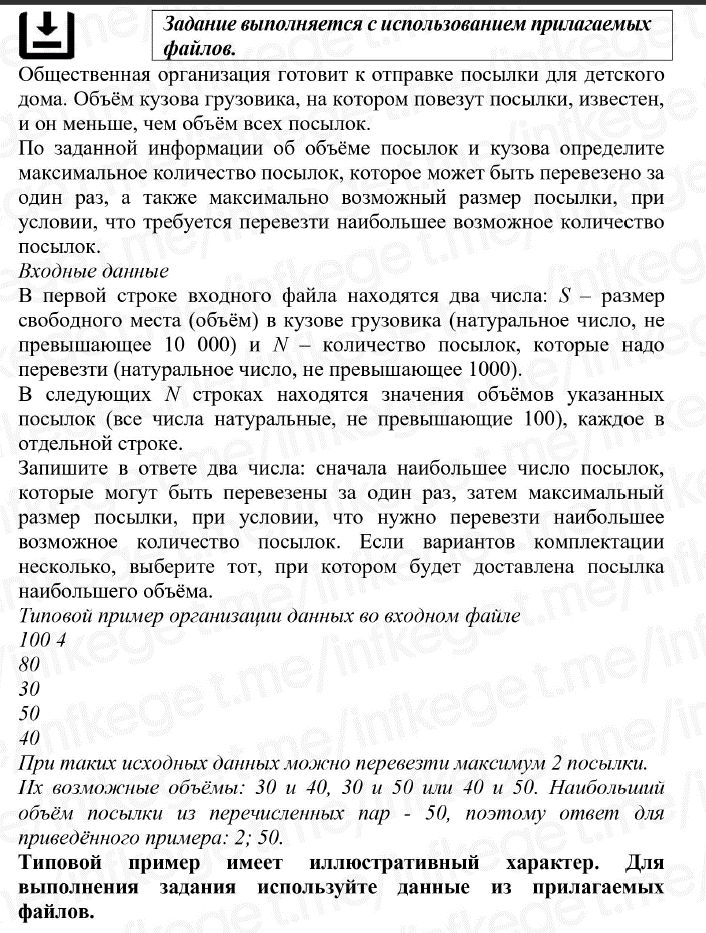 Задание выполняется с использованием прилагаемых
файлов.
Общественная организация готовит к отправке посылки для детского
дома. Объём кузова грузовика, на котором повезут посылки, известен,
и он меньше, чем объём всех посылок.
По заданной информации об объёме посылок и кузова определите
максимальное количество посылок, которое может быть перевезено за
один раз, а также максимально возможный размер посылки, при
условии, что требуется перевезти наибольшее возможное количество
посылок.
Входные данные
В первой строке входного файла находятся два числа: S – размер
свободного места (объём) в кузове грузовика (натуральное число, не
превышающее 10 000) и N – количество посылок, которые надо
перевезти (натуральное число, не превышающее 1000).
В следующих N строках находятся значения объёмов указанных
посылок (все числа натуральные, не превышающие 100), каждое в
отдельной строке.
Запишите в ответе два числа: сначала наибольшее число посылок,
которые могут быть перевезены за один раз, затем максимальный
размер посылки, при условии, что нужно перевезти наибольшее
возможное количество посылок. Если вариантов комплектации
несколько, выберите тот, при котором будет доставлена посылка
наибольшего объёма.
Типовой пример организации данных во входном файле
100 4
80
30
50
40
При таких исходных данных можно перевезти максимум 2 посылки.
Их возможные объёмы: 30 и 40, 30 и 50 или 40 и 50. Наибольший
объём посылки из перечисленных пар - 50, поэтому ответ для
приведённого примера: 2; 50.
Типовой пример имеет иллюстративный характер. Для
выполнения задания используйте данные из прилагаемых
файлов.
t.me/infkege